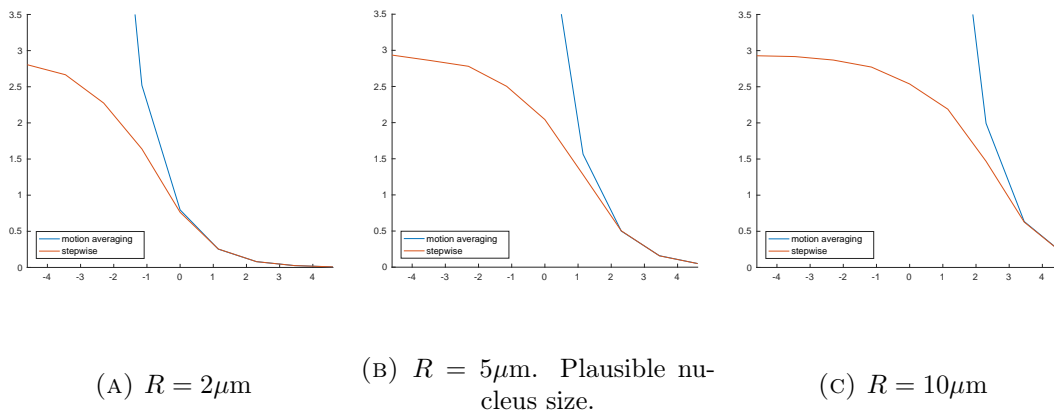 3.5
3
2.5
2
1.5
1
0.5
0
motion averaging
stepwise
-4 -3 -2 -1 0 1 2 3 4
3.5
3
2.5
2
1.5
1
0.5
0
motion averaging
stepwise
-4 -3 -2 -1 0 1 2 3 4
3.5
3
2.5
2
1.5
1
0.5
0
motion averaging
stepwise
-4 -3 -2 -1 0 1 2 3 4
(A) R = 2μm
(B) R = 5μm. Plausible nu-
cleus size.
(C) R = 10μm